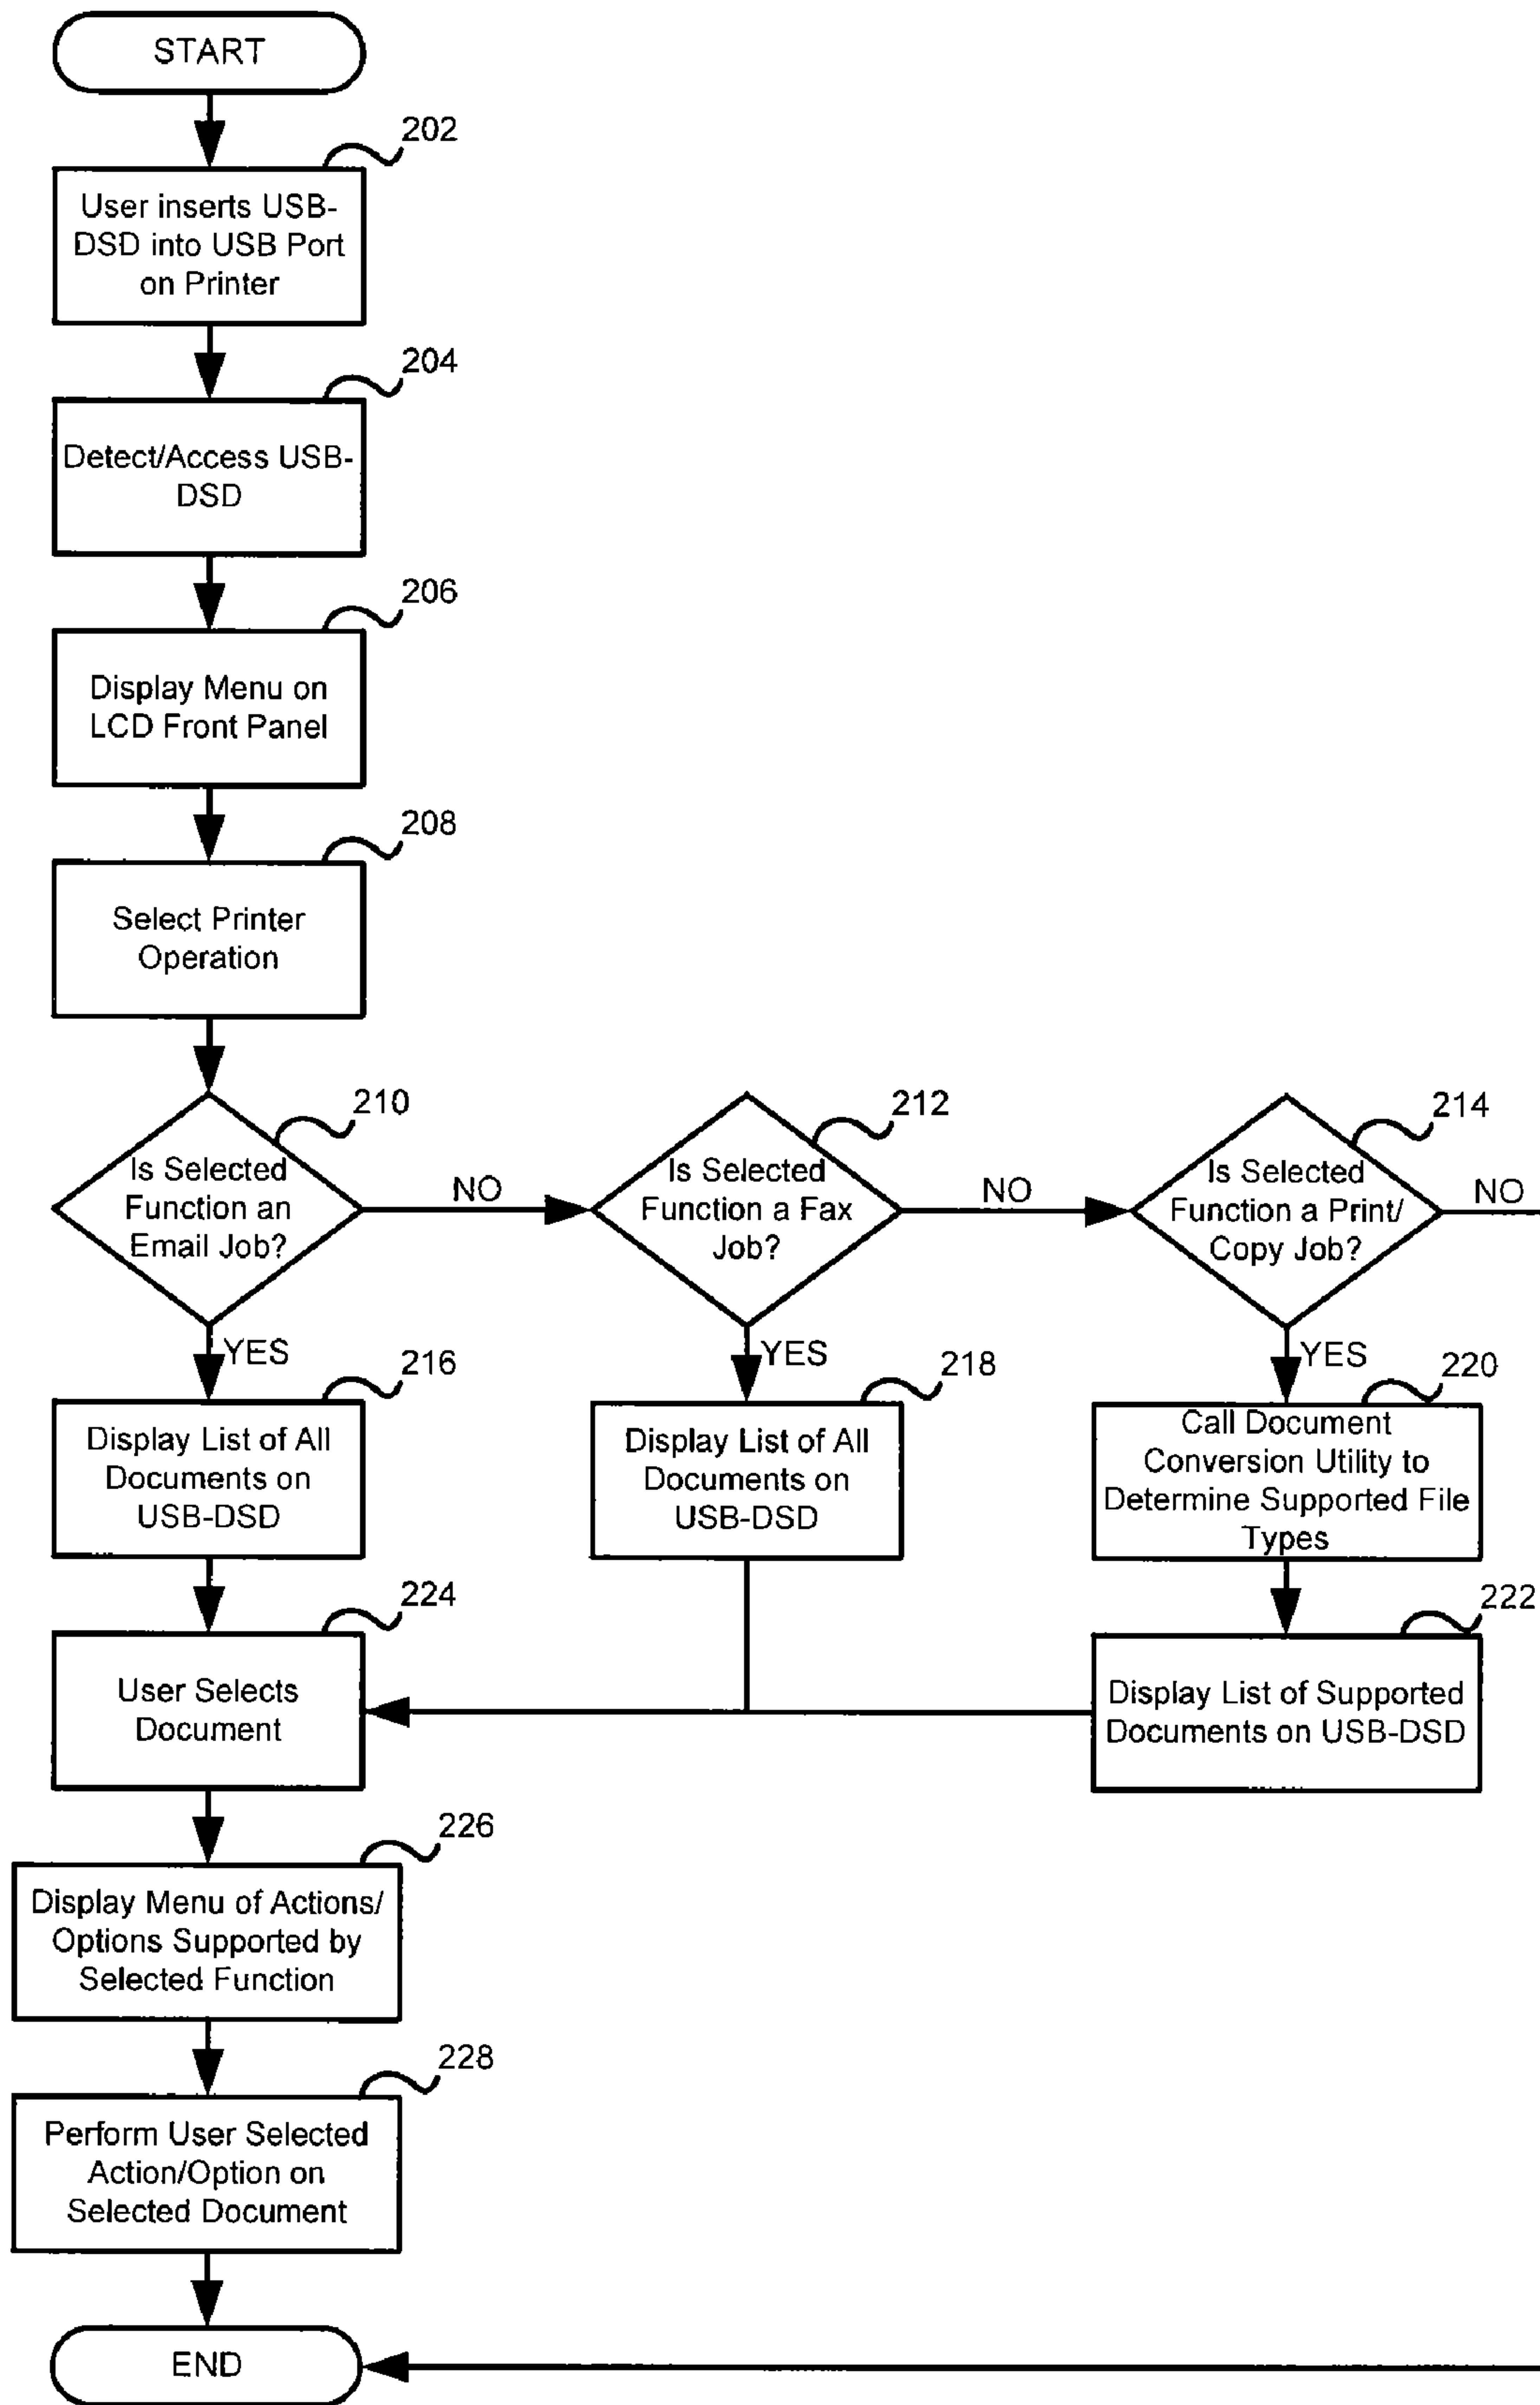 START
202
User inserts USB-
DSD into USB Port
on Printer
204
Detect/Access USB-
DSD
206
Display Menu on
LCD Front Panel
208
Select Printer
Operation
210
Is Selected
Function an
Email Job?
NO
212
Is Selected
Function a Fax
Job?
NO
214
Is Selected
Function a Print/
Copy Job?
NO
YES
216
Display List of All
Documents on
USB-DSD
YES
218
Display List of All
Documents on
USB-DSD
YES
220
Call Document
Conversion Utility to
Determine Supported File
Types
224
User Selects
Document
222
Display List of Supported
Documents on USB-DSD
226
Display Menu of Actions/
Options Supported by
Selected Function
228
Perform User Selected
Action/Option on
Selected Document
END